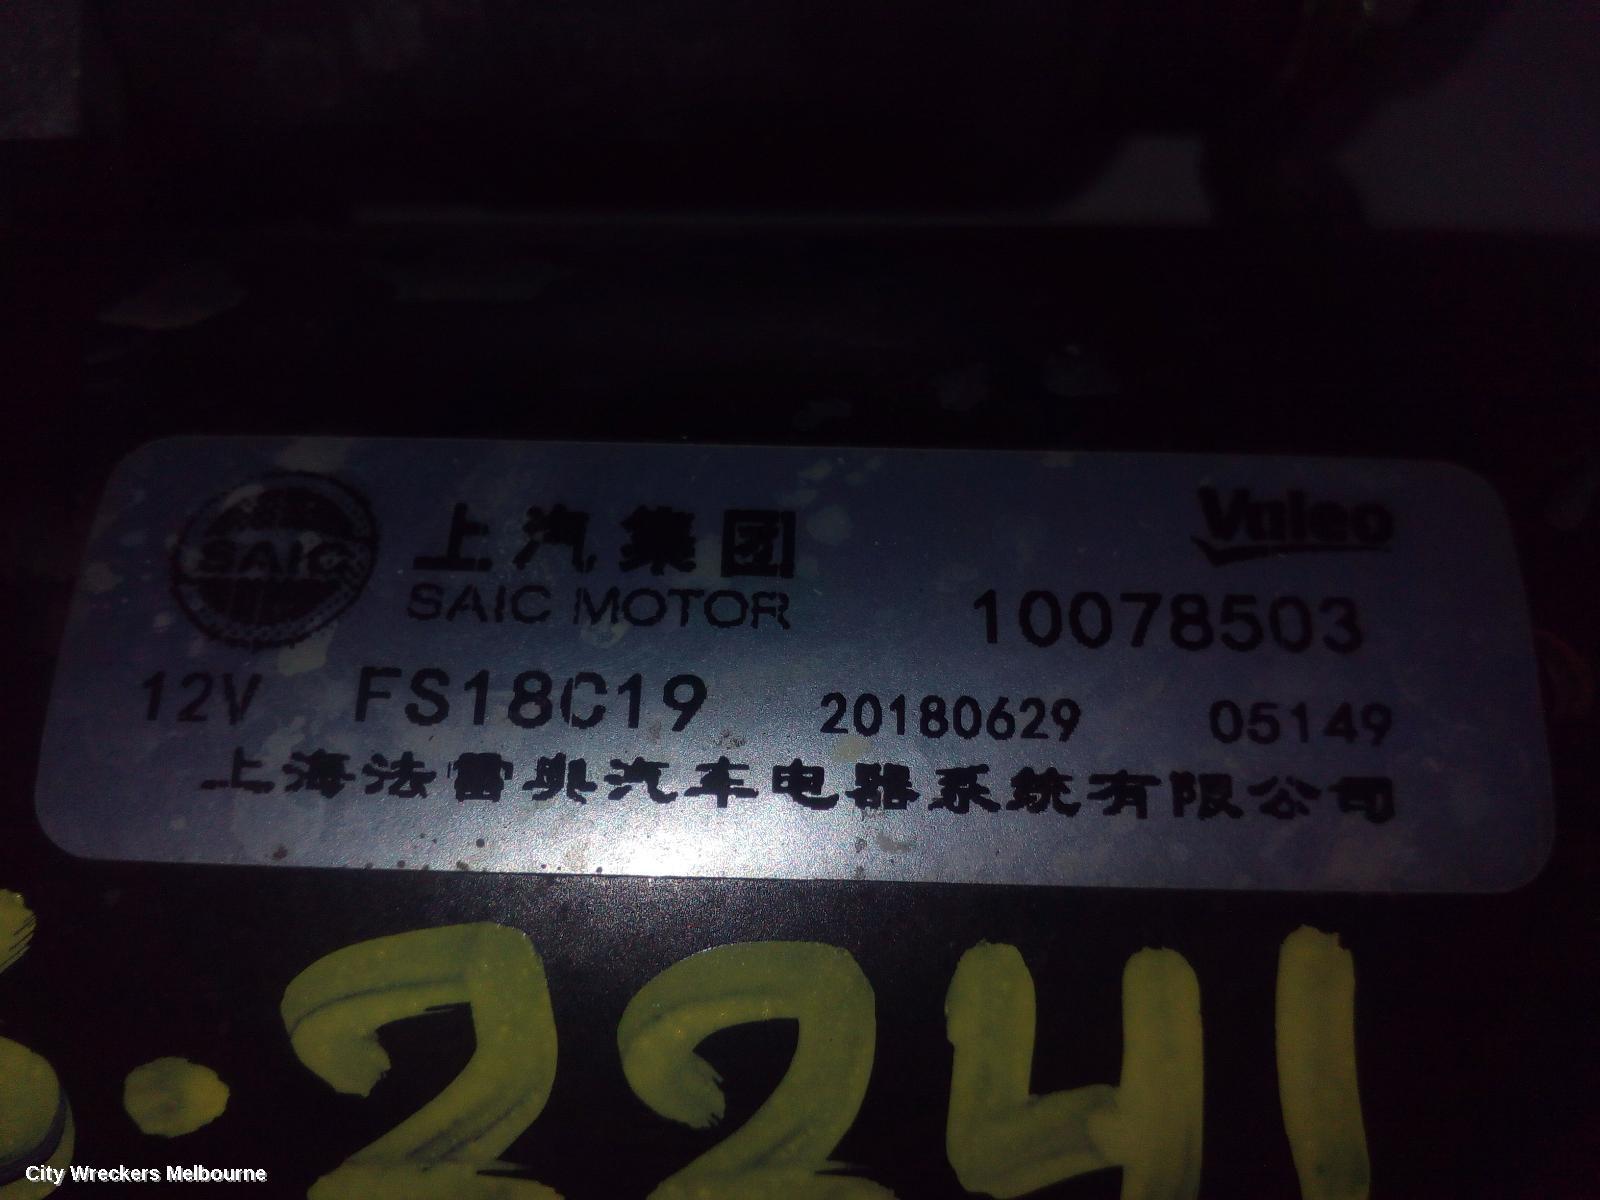 SAIC
上汽集团
SAIC MOTOR
Valeo
10078503
12V FS18C19 20180629 05149
上海法雷奥汽车电器系统有限公司
2241
City Wreckers Melbourne